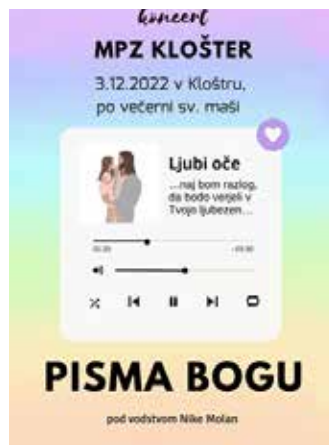 koncert
MPZ KLOŠTER
3.12.2022 v Kloštru,
po večerni sv. maši
Ljubi oče
...naj bom razlog,
da bodo verjeli v
Tvojo ljubezen...
PISMA BOGU
pod vodstvom Nike Molan